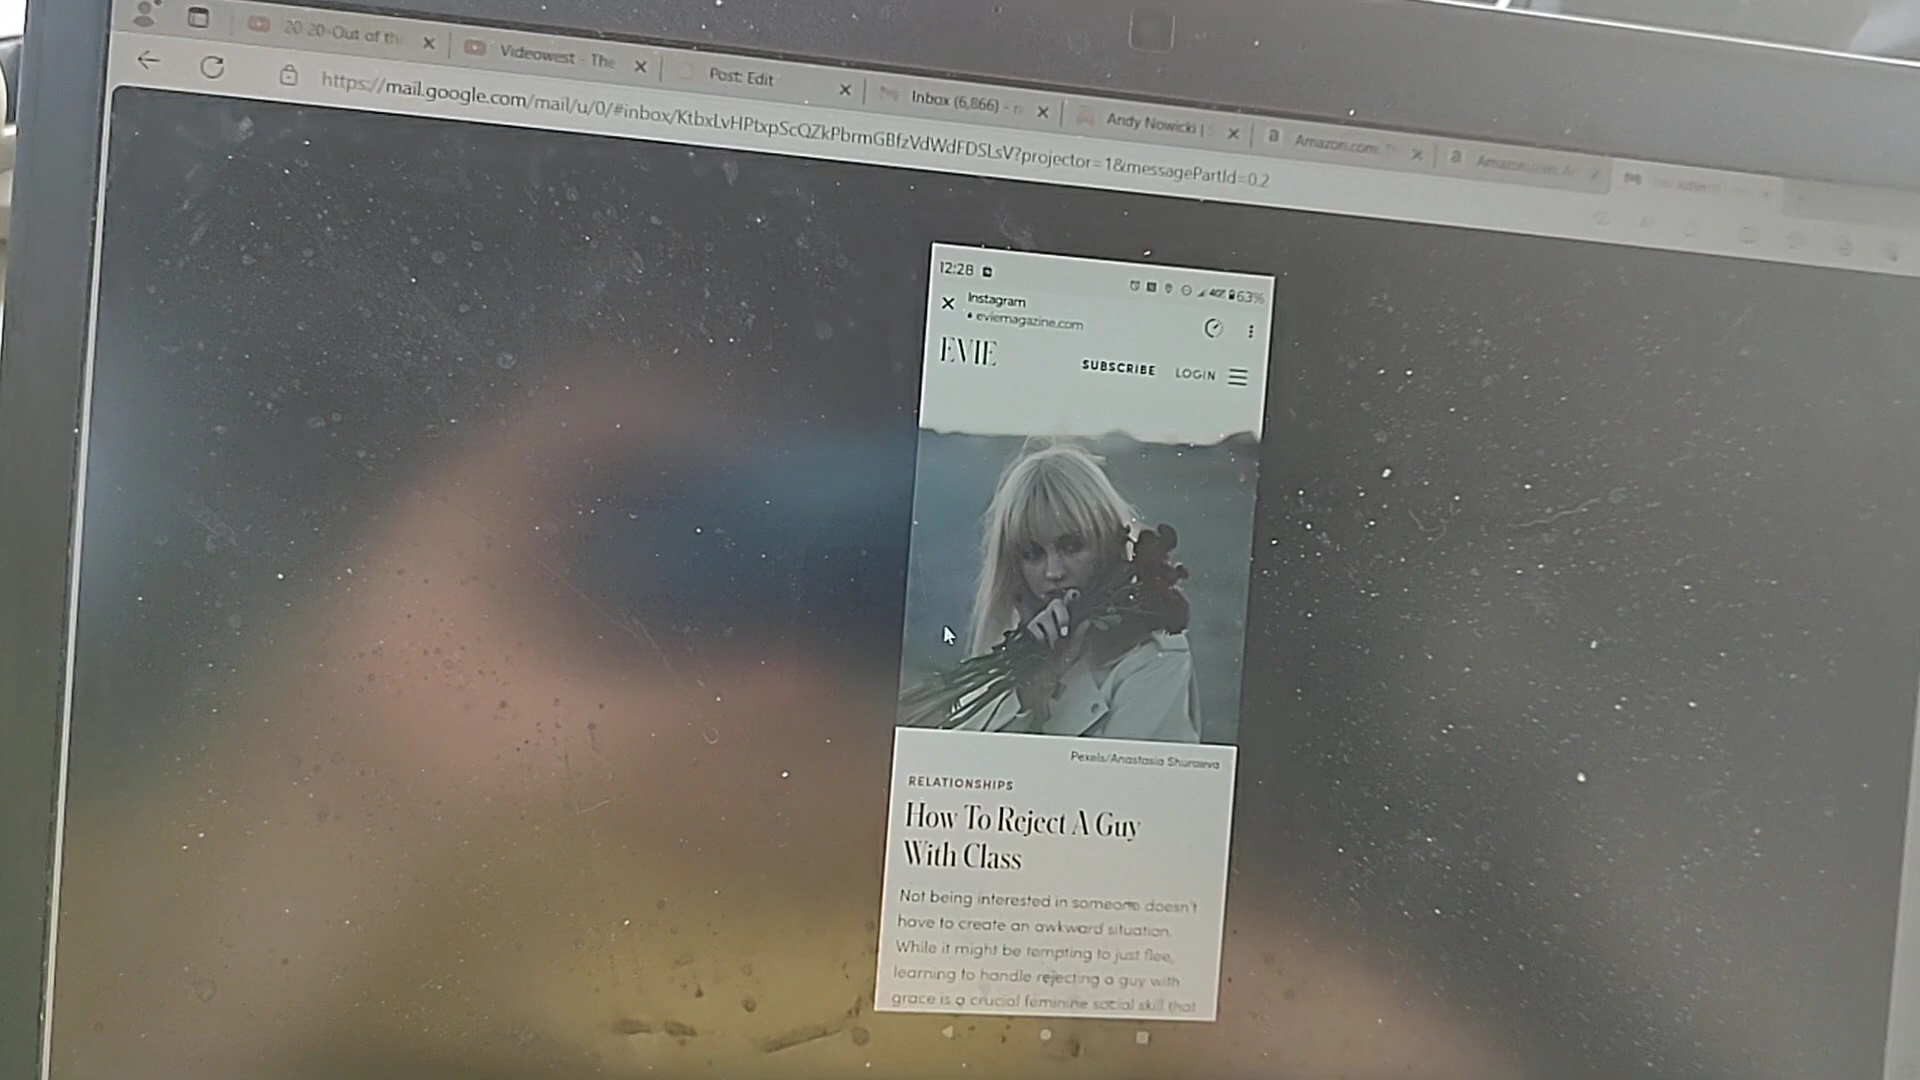 20 20-Out of th
Videowest - The
Post: Edit
Inbox (6,866) -
Andy Nowicki |
Amazon.com: Th
Amazon.com: A
https://mail.google.com/mail/u/0/#inbox/KtbxLvHPtxpScQZkPbrmGBfzVdWdFDSLsV?projector=1&messagePartId=0.2
12:28
63%
Instagram
eviemagazine.com
EVIE
SUBSCRIBE LOGIN
Pexels/Anastasia Shuraeva
RELATIONSHIPS
How To Reject A Guy
With Class
Not being interested in someone doesn't
have to create an awkward situation.
While it might be tempting to just flee,
learning to handle rejecting a guy with
grace is a crucial feminine social skill that